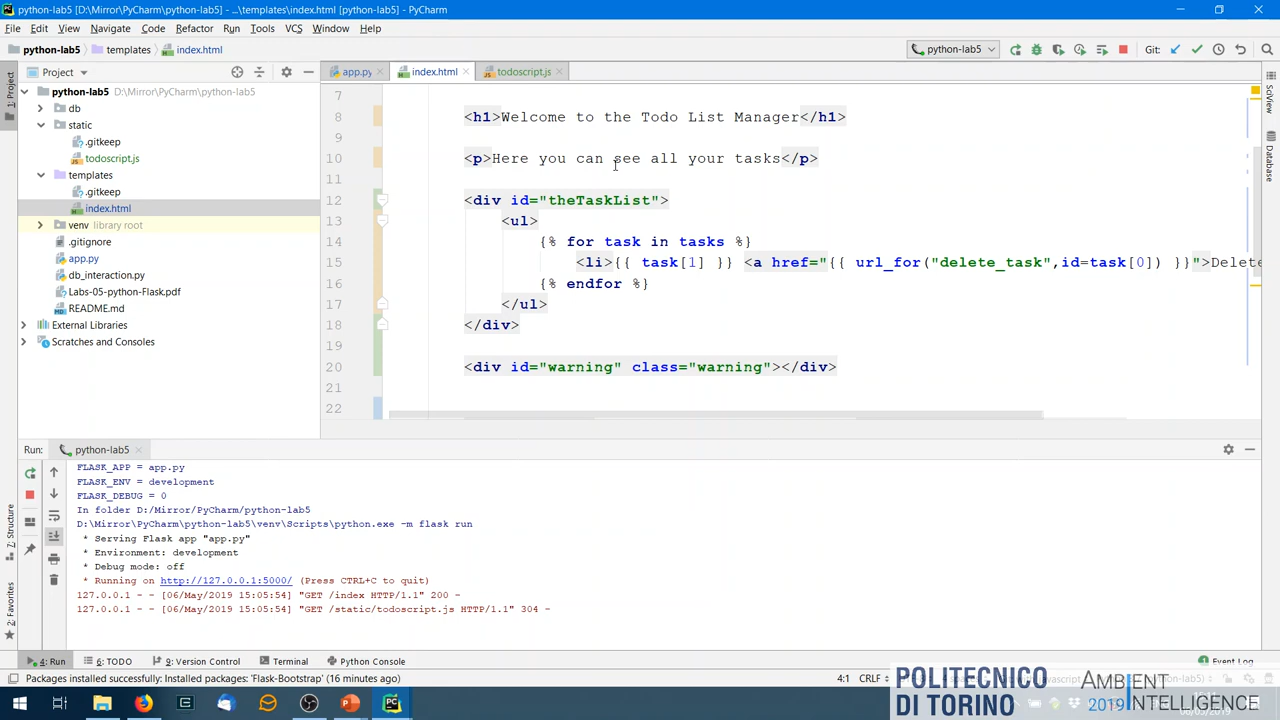 python-lab5 [D:\Mirror\PyCharm\python-lab5] - ...\templates\index.html [python-lab5] - PyCharm
File Edit View Navigate Code Refactor Run Tools VCS Window Help
python-lab5 templates index.html python-lab5 Git:
Project app.py index.html todoscript.js
1: Project
SciView
Database
python-lab5 D:\Mirror\PyCharm\python-lab5
db
static
.gitkeep
todoscript.js
templates
.gitkeep
index.html
venv library root
.gitignore
app.py
db_interaction.py
Labs-05-python-Flask.pdf
README.md
External Libraries
Scratches and Consoles
7
8 <h1>Welcome to the Todo List Manager</h1>
9
10 <p>Here you can see all your tasks</p>
11
12 <div id="theTaskList">
13 <ul>
14 {% for task in tasks %}
15 <li>{{ task[1] }} <a href="{{ url_for("delete_task",id=task[0]) }}">Delete
16 {% endfor %}
17 </ul>
18 </div>
19
20 <div id="warning" class="warning"></div>
21
22
Run: python-lab5
FLASK_APP = app.py
FLASK_ENV = development
FLASK_DEBUG = 0
In folder D:/Mirror/PyCharm/python-lab5
D:\Mirror\PyCharm\python-lab5\venv\Scripts\python.exe -m flask run
* Serving Flask app "app.py"
* Environment: development
* Debug mode: off
* Running on http://127.0.0.1:5000/ (Press CTRL+C to quit)
127.0.0.1 - - [06/May/2019 15:05:54] "GET /index HTTP/1.1" 200 -
127.0.0.1 - - [06/May/2019 15:05:54] "GET /static/todoscript.js HTTP/1.1" 304 -
7: Structure
2: Favorites
4: Run 6: TODO 9: Version Control Terminal Python Console Event Log
Packages installed successfully: Installed packages: 'Flask-Bootstrap' (16 minutes ago) 4:1 CRLF
POLITECNICO
DI TORINO
AMBIENT
2019 INTELLIGENCE